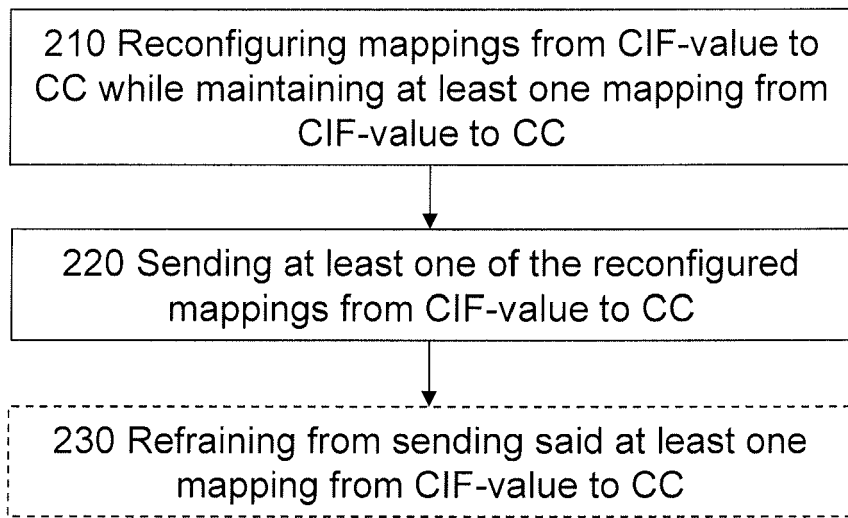 210 Reconfiguring mappings from CIF-value to
CC while maintaining at least one mapping from
CIF-value to CC
220 Sending at least one of the reconfigured
mappings from CIF-value to CC
230 Refraining from sending said at least one
mapping from CIF-value to CC